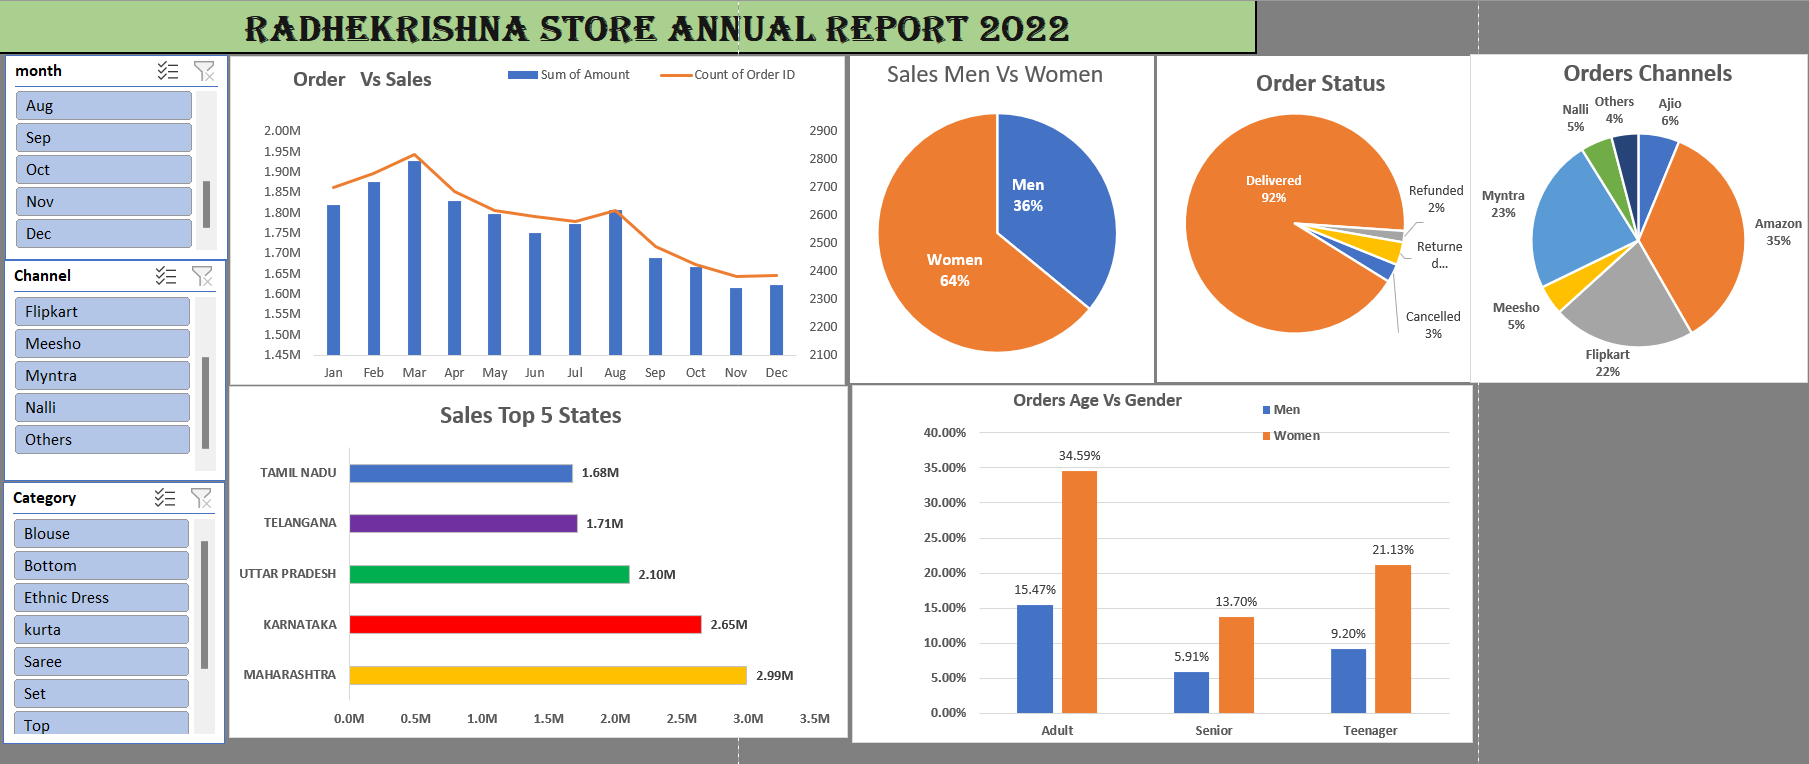 RADHEKRISHNA STORE ANNUAL REPORT 2022
month
Aug
Sep
Oct
Nov
Dec
Channel
Flipkart
Meesho
Myntra
Nalli
Others
Category
Blouse
Bottom
Ethnic Dress
kurta
Saree
Set
Top
Order Vs Sales
Sum of Amount
Count of Order ID
2.00M
1.95M
1.90M
1.85M
1.80M
1.75M
1.70M
1.65M
1.60M
1.55M
1.50M
1.45M
2900
2800
2700
2600
2500
2400
2300
2200
2100
Jan Feb Mar Apr May Jun Jul Aug Sep Oct Nov Dec
Sales Men Vs Women
Men
36%
Women
64%
Order Status
Delivered
92%
Refunded
2%
Returne
d...
Cancelled
3%
Orders Channels
Nalli
5%
Others
4%
Ajio
6%
Myntra
23%
Amazon
35%
Meesho
5%
Flipkart
22%
Sales Top 5 States
TAMIL NADU 1.68M
TELANGANA 1.71M
UTTAR PRADESH 2.10M
KARNATAKA 2.65M
MAHARASHTRA 2.99M
0.0M 0.5M 1.0M 1.5M 2.0M 2.5M 3.0M 3.5M
Orders Age Vs Gender
Men
Women
40.00%
35.00%
30.00%
25.00%
20.00%
15.00%
10.00%
5.00%
0.00%
15.47%
34.59%
5.91%
13.70%
9.20%
21.13%
Adult Senior Teenager